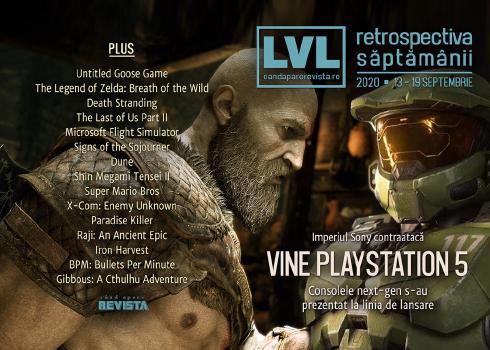 PLUS
Untitled Goose Game
The Legend of Zelda: Breath of the Wild
Death Stranding
The Last of Us Part II
Microsoft Flight Simulator
Signs of the Sojourner
Dune
Shin Megami Tensei II
Super Mario Bros
X-Com: Enemy Unknown
Paradise Killer
Raji: An Ancient Epic
Iron Harvest
BPM: Bullets Per Minute
Gibbous: A Cthulhu Adventure
când apare
REVISTA
LVL
candaparerevista.ro
retrospectiva
săptămânii
2020 ■ 13 - 19 SEPTEMBRIE
117
Imperiul Sony contraatacă
VINE PLAYSTATION 5
Consolele next-gen s-au
prezentat la linia de lansare